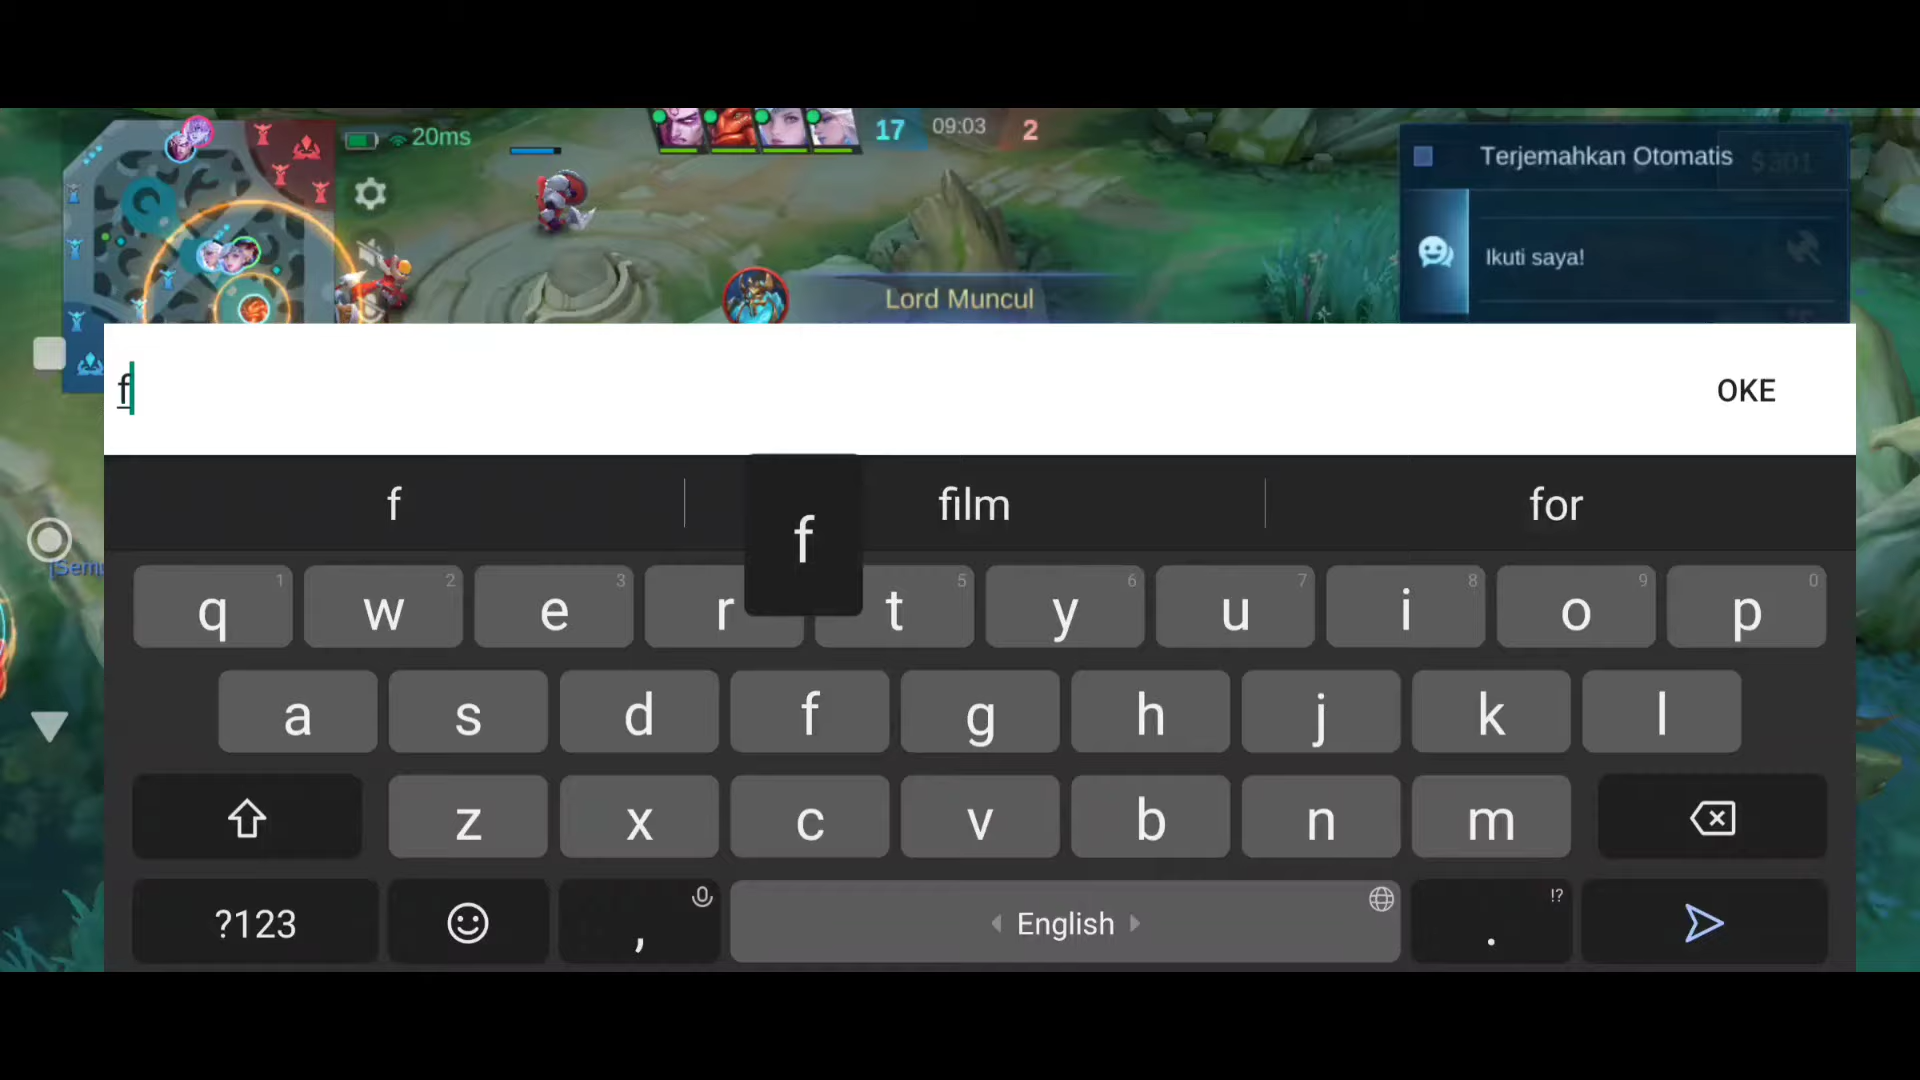 20ms
17 09:03 2
Terjemahkan Otomatis
Ikuti saya!
Lord Muncul
f
OKE
f film for
f
q 1 w 2 e 3 r t 5 y 6 u 7 i 8 o 9 p 0
a s d f g h j k l
z x c v b n m
?123 , English . !?